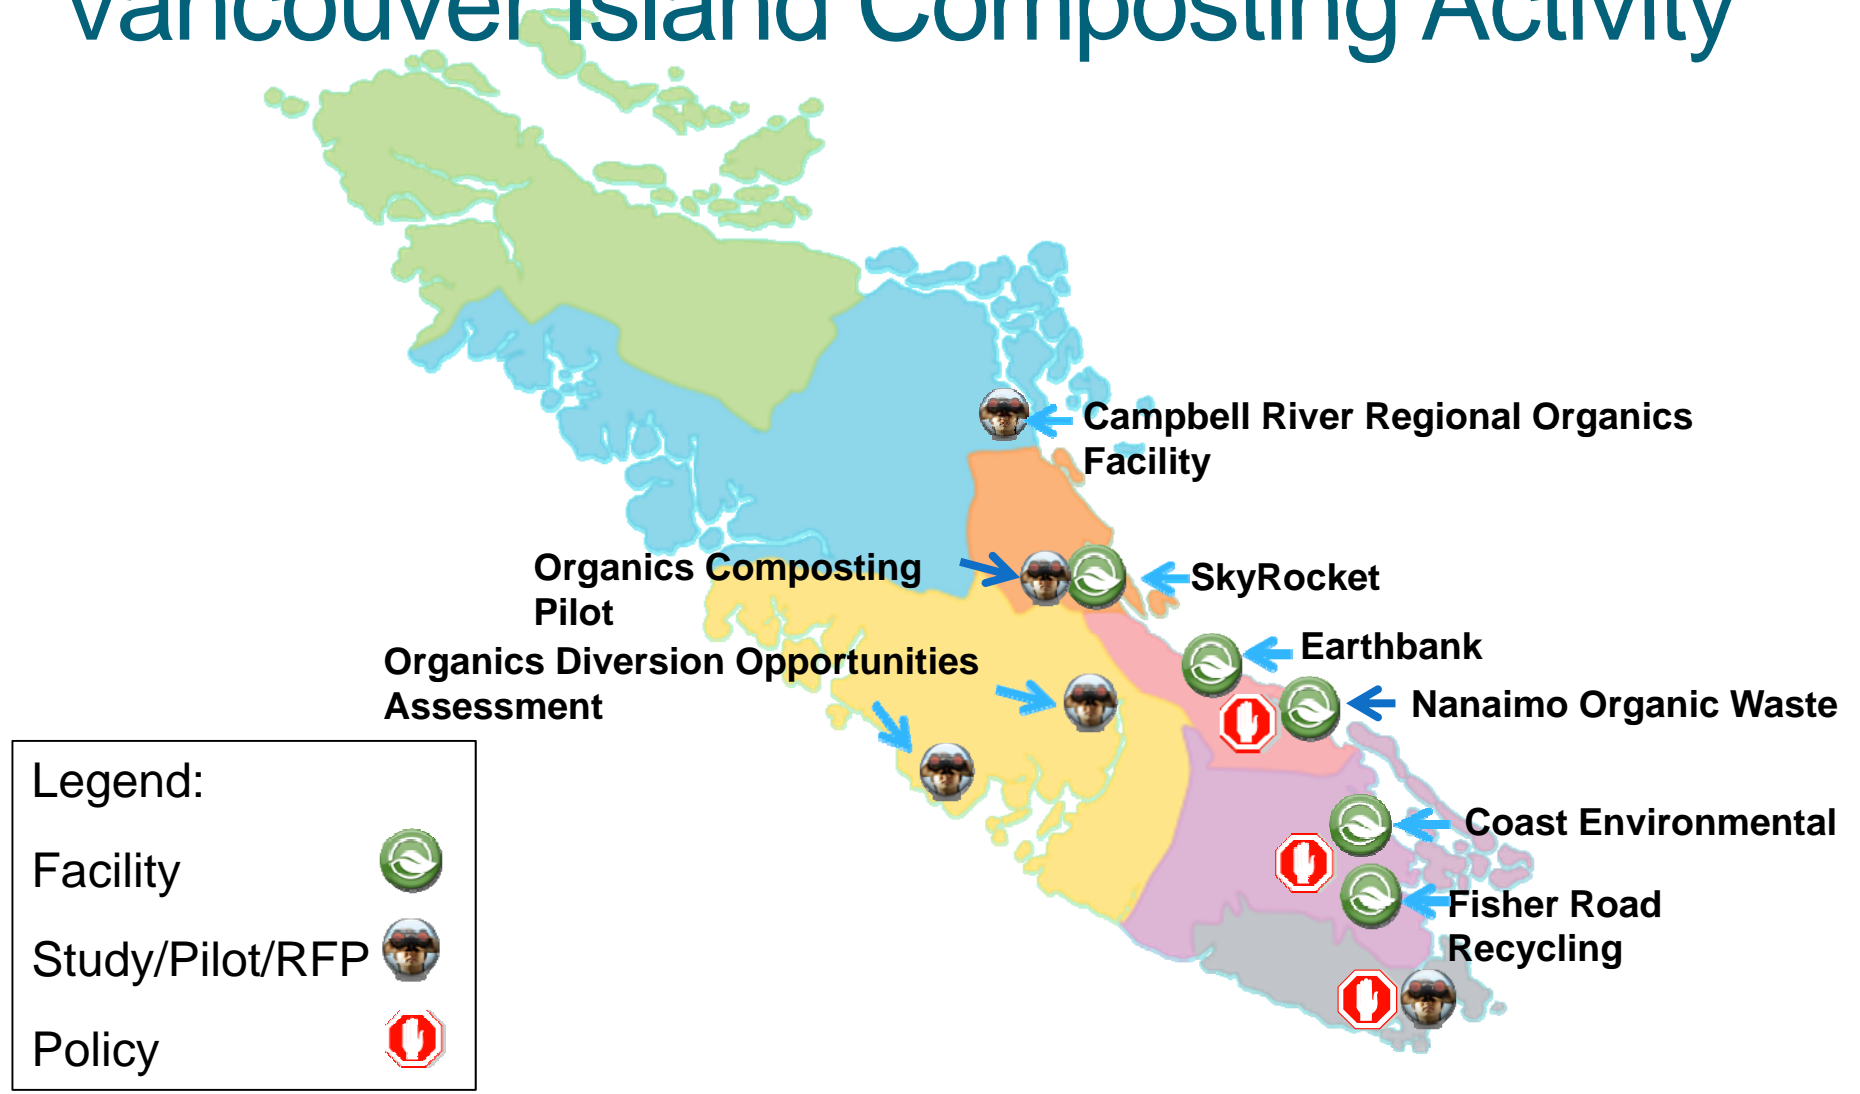 Vancouver Island Composting Activity
Campbell River Regional Organics
Facility
Organics Composting
Pilot
SkyRocket
Earthbank
Organics Diversion Opportunities
Assessment
Nanaimo Organic Waste
Coast Environmental
Fisher Road
Recycling
Legend:
Facility
Study/Pilot/RFP
Policy